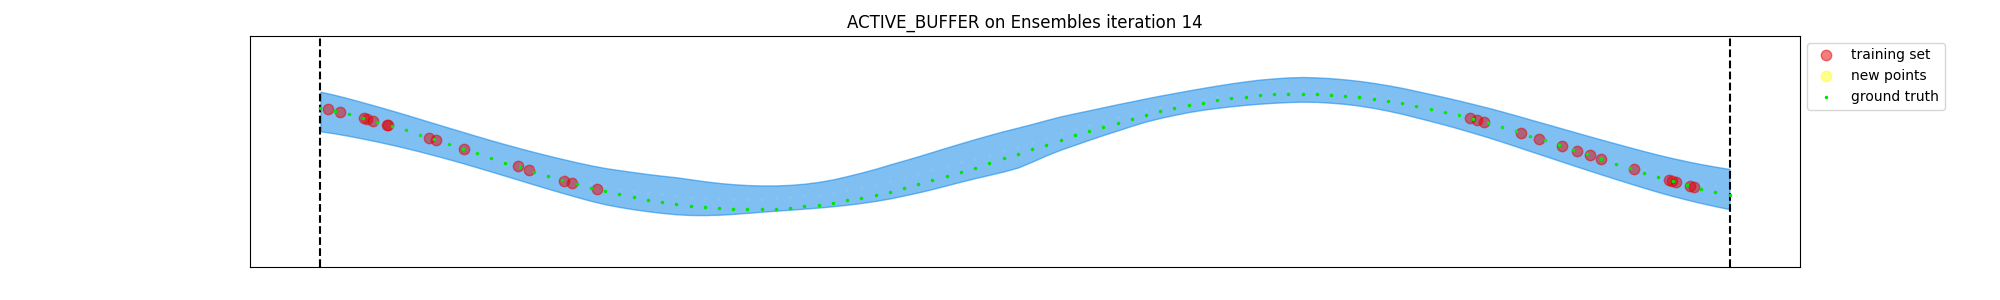 ACTIVE_BUFFER on Ensembles iteration 14
training set
new points
ground truth